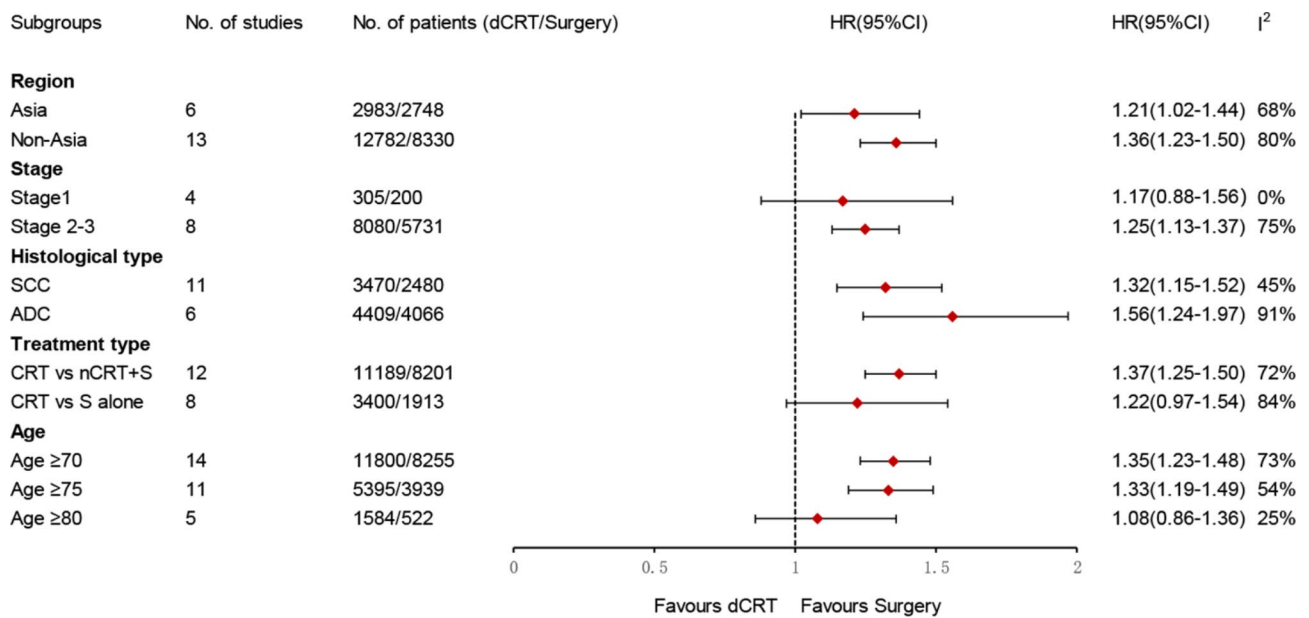 Subgroups No. of studies No. of patients (dCRT/Surgery) HR(95%CI) HR(95%CI) I²
Region
Asia 6 2983/2748 1.21(1.02-1.44) 68%
Non-Asia 13 12782/8330 1.36(1.23-1.50) 80%
Stage
Stage1 4 305/200 1.17(0.88-1.56) 0%
Stage 2-3 8 8080/5731 1.25(1.13-1.37) 75%
Histological type
SCC 11 3470/2480 1.32(1.15-1.52) 45%
ADC 6 4409/4066 1.56(1.24-1.97) 91%
Treatment type
CRT vs nCRT+S 12 11189/8201 1.37(1.25-1.50) 72%
CRT vs S alone 8 3400/1913 1.22(0.97-1.54) 84%
Age
Age ≥70 14 11800/8255 1.35(1.23-1.48) 73%
Age ≥75 11 5395/3939 1.33(1.19-1.49) 54%
Age ≥80 5 1584/522 1.08(0.86-1.36) 25%
0 0.5 1 1.5 2
Favours dCRT Favours Surgery